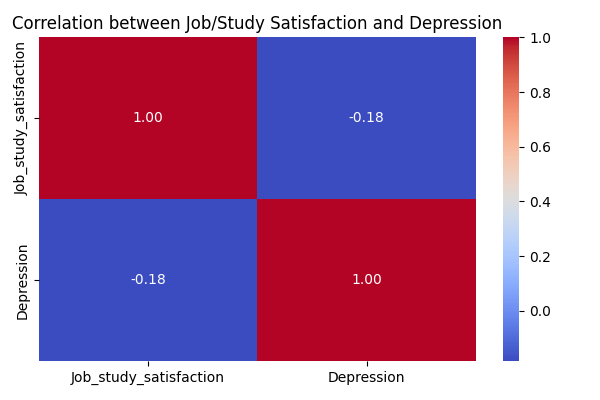 Correlation between Job/Study Satisfaction and Depression
Job_study_satisfaction
1.00
-0.18
Depression
-0.18
1.00
Job_study_satisfaction
Depression
1.0
0.8
0.6
0.4
0.2
0.0